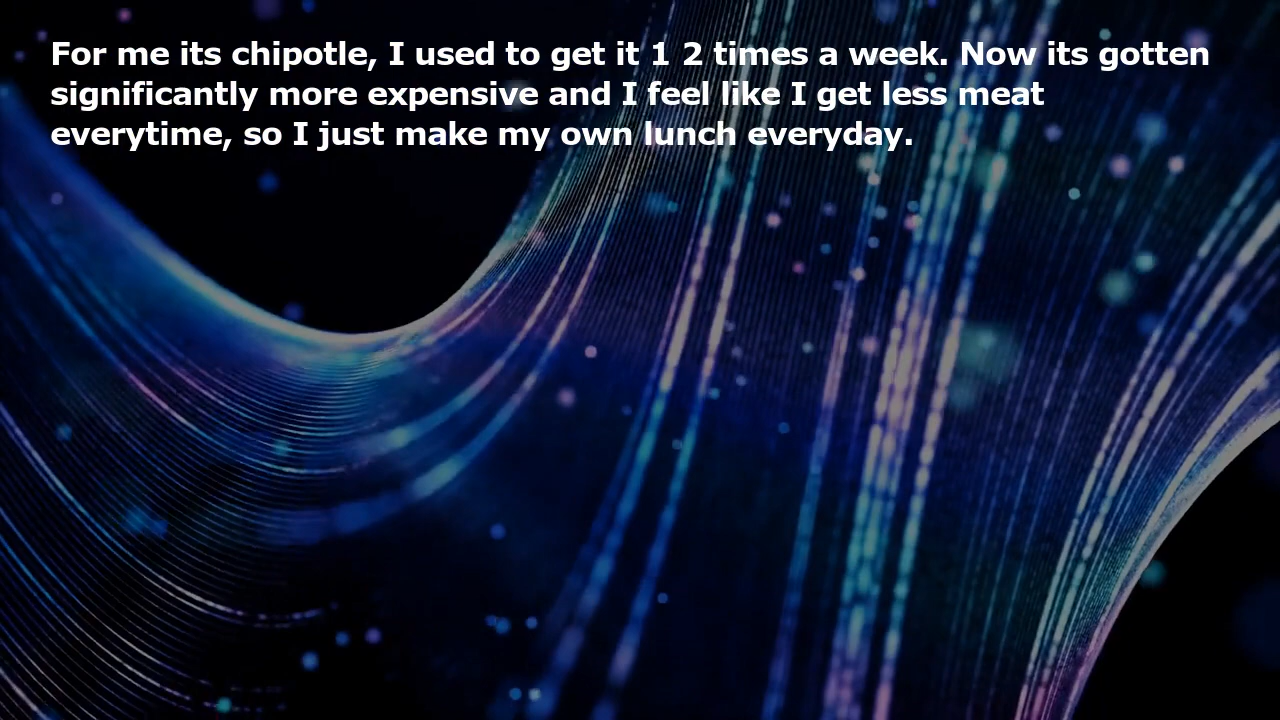 For me its chipotle, I used to get it 1 2 times a week. Now its gotten
significantly more expensive and I feel like I get less meat
everytime, so I just make my own lunch everyday.